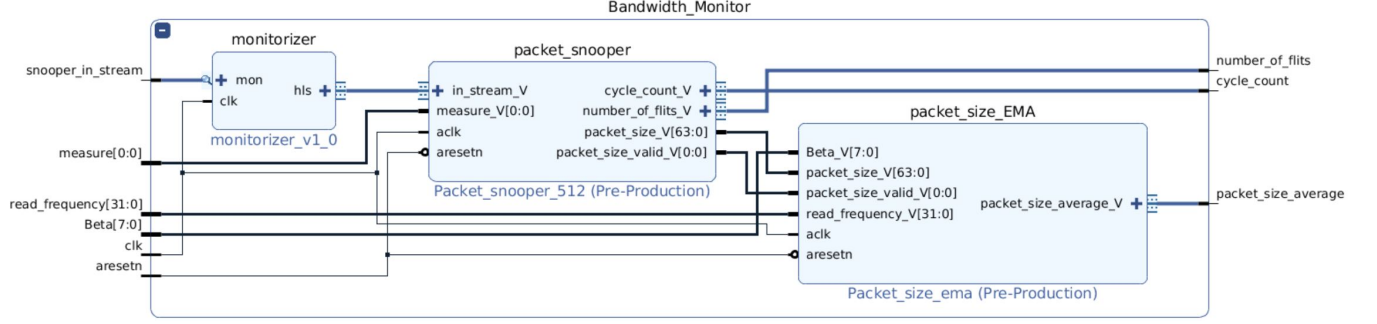 Bandwidth_Monitor
snooper_in_stream
measure[0:0]
read_frequency[31:0]
Beta[7:0]
clk
aresetn
monitorizer
mon
clk
hls
monitorizer_v1_0
packet_snooper
in_stream_V
measure_V[0:0]
aclk
aresetn
cycle_count_V
number_of_flits_V
packet_size_V[63:0]
packet_size_valid_V[0:0]
Packet_snooper_512 (Pre-Production)
packet_size_EMA
Beta_V[7:0]
packet_size_V[63:0]
packet_size_valid_V[0:0]
read_frequency_V[31:0]
aclk
aresetn
packet_size_average_V
Packet_size_ema (Pre-Production)
number_of_flits
cycle_count
packet_size_average